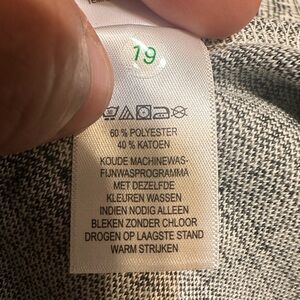 19
60 % POLYESTER
40 % KATOEN
KOUDE MACHINEWAS-
FIJNWASPROGRAMMA
MET DEZELFDE
KLEUREN WASSEN
INDIEN NODIG ALLEEN
BLEKEN ZONDER CHLOOR
DROGEN OP LAAGSTE STAND
WARM STRIJKEN